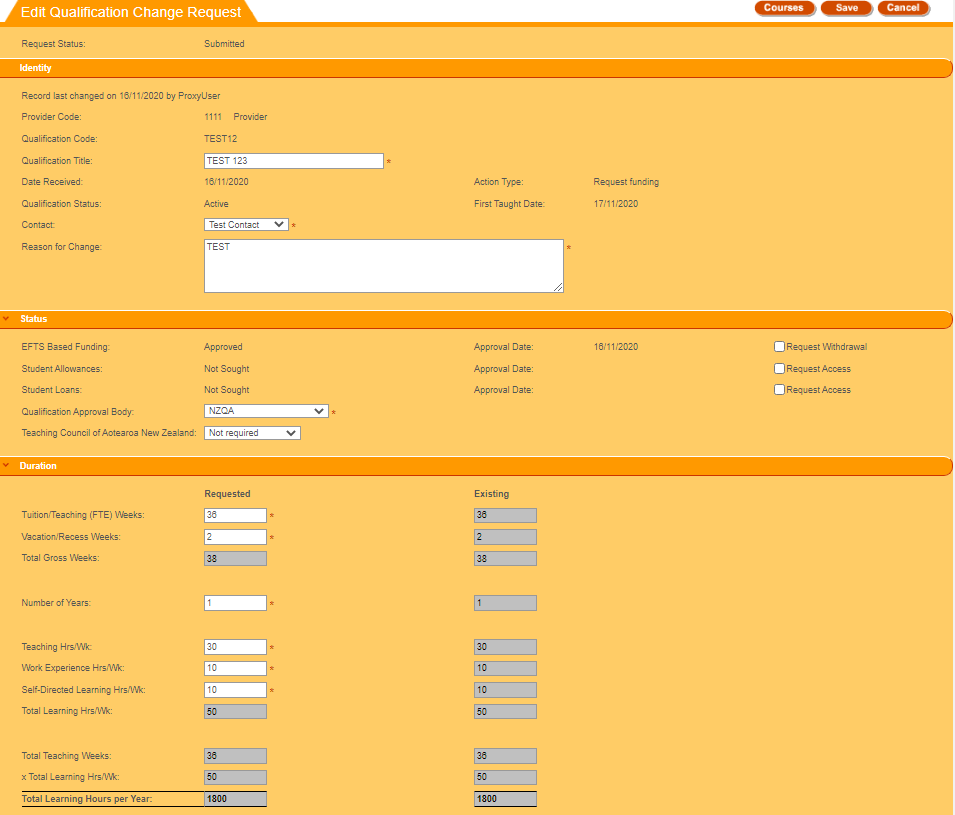 Edit Qualification Change Request Courses Save Cancel
Request Status: Submitted
Identity
Record last changed on 16/11/2020 by ProxyUser
Provider Code: 1111 Provider
Qualification Code: TEST12
Qualification Title: TEST 123 *
Date Received: 16/11/2020 Action Type: Request funding
Qualification Status: Active First Taught Date: 17/11/2020
Contact: Test Contact *
Reason for Change: TEST *
Status
EFTS Based Funding: Approved Approval Date: 16/11/2020 Request Withdrawal
Student Allowances: Not Sought Approval Date: Request Access
Student Loans: Not Sought Approval Date: Request Access
Qualification Approval Body: NZQA *
Teaching Council of Aotearoa New Zealand: Not required
Duration
Requested Existing
Tuition/Teaching (FTE) Weeks: 36 * 36
Vacation/Recess Weeks: 2 * 2
Total Gross Weeks: 38 38
Number of Years: 1 * 1
Teaching Hrs/Wk: 30 * 30
Work Experience Hrs/Wk: 10 * 10
Self-Directed Learning Hrs/Wk: 10 * 10
Total Learning Hrs/Wk: 50 50
Total Teaching Weeks: 36 36
x Total Learning Hrs/Wk: 50 50
Total Learning Hours per Year: 1800 1800